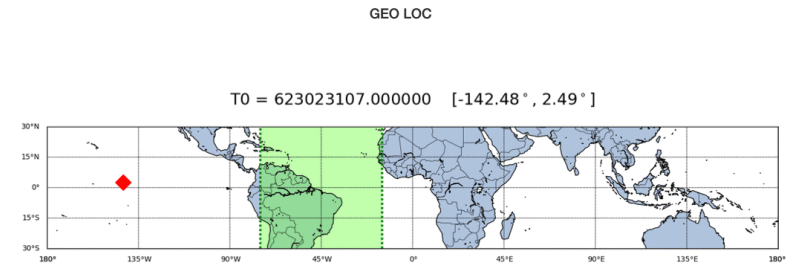 GEO LOC
T0 = 623023107.000000 [-142.48°, 2.49°]
30°N
15°N
0°
15°S
30°S
180° 135°W 90°W 45°W 0° 45°E 90°E 135°E 180°